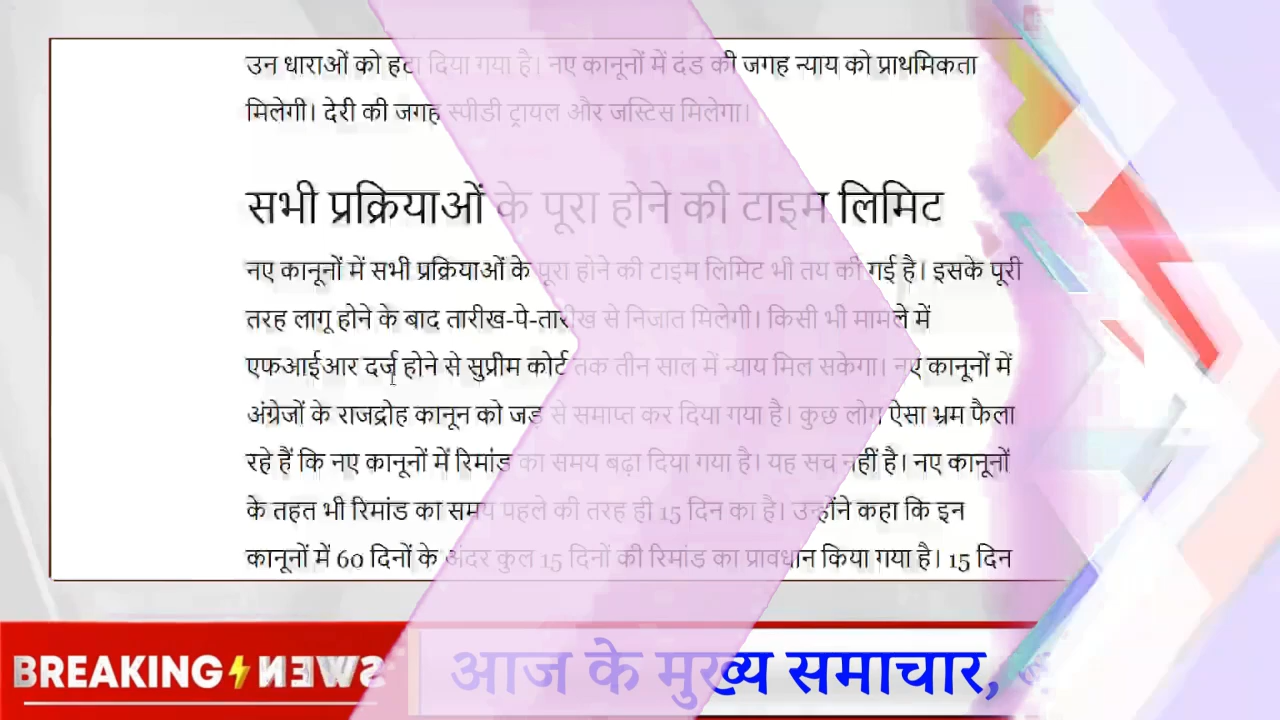 उन धाराओं को हटा दिया गया है। नए कानूनों में दंड की जगह न्याय को प्राथमिकता
मिलेगी। देरी की जगह स्पीडी ट्रायल और जस्टिस मिलेगा।
सभी प्रक्रियाओं के पूरा होने की टाइम लिमिट
नए कानूनों में सभी प्रक्रियाओं के पूरा होने की टाइम लिमिट भी तय की गई है। इसके पूरी
तरह लागू होने के बाद तारीख-पे-तारीख से निजात मिलेगी। किसी भी मामले में
एफआईआर दर्ज होने से सुप्रीम कोर्ट तक तीन साल में न्याय मिल सकेगा। नए कानूनों में
अंग्रेजों के राजद्रोह कानून को जड़ से समाप्त कर दिया गया है। कुछ लोग ऐसा भ्रम फैला
रहे हैं कि नए कानूनों में रिमांड का समय बढ़ा दिया गया है। यह सच नहीं है। नए कानूनों
के तहत भी रिमांड का समय पहले की तरह ही 15 दिन का है। उन्होंने कहा कि इन
कानूनों में 60 दिनों के अंदर कुल 15 दिनों की रिमांड का प्रावधान किया गया है। 15 दिन
BREAKING NEWS
आज के मुख्य समाचार,